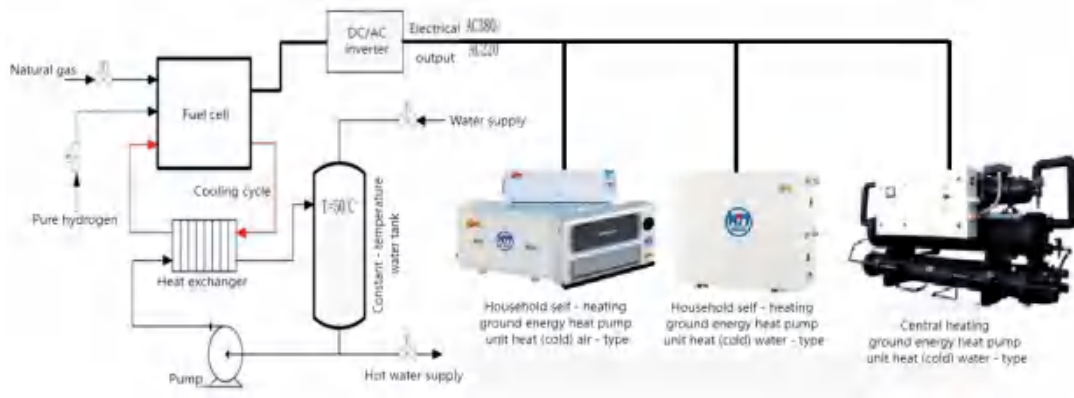 DC/AC
inverter
Electrical AC380
output AC220
Natural gas
Fuel cell
Water supply
Cooling cycle
Pure hydrogen
T=50℃
Constant - temperature
water tank
Heat exchanger
Pump
Hot water supply
Household self - heating
ground energy heat pump
unit heat (cold) air - type
Household self - heating
ground energy heat pump
unit heat (cold) water - type
Central heating
ground energy heat pump
unit heat (cold) water - type